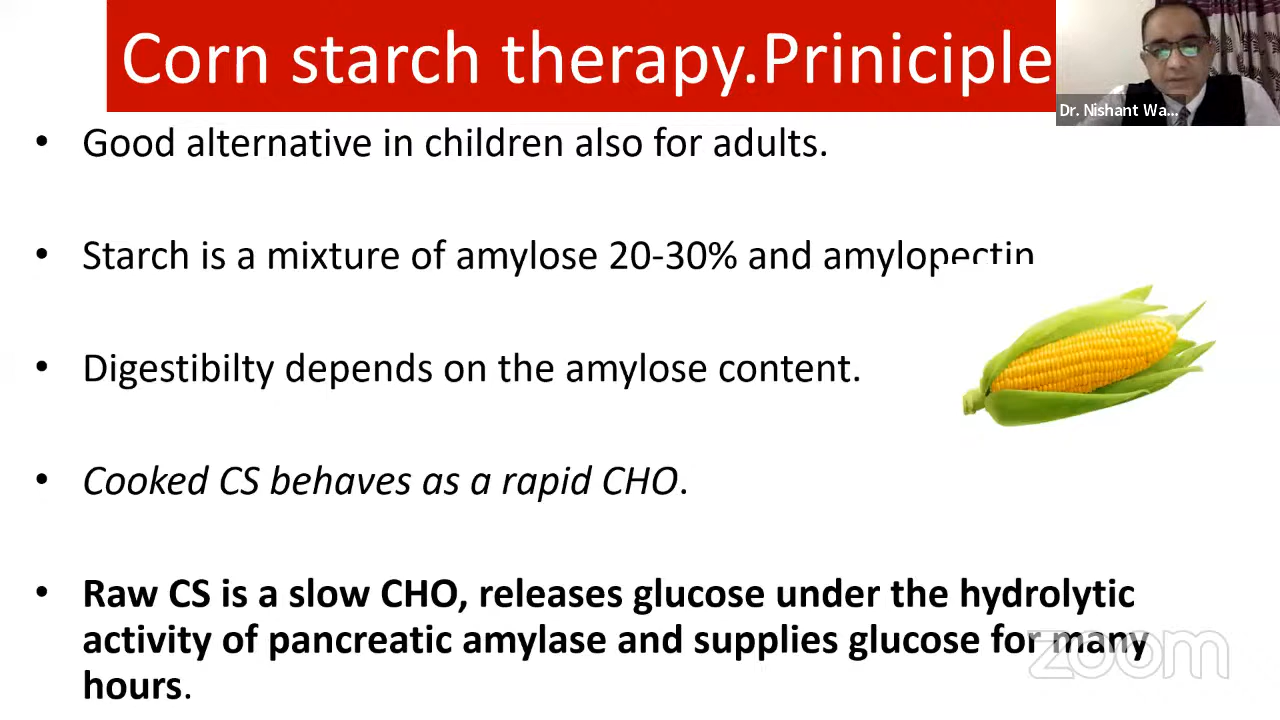 Corn starch therapy.Priniciple
Dr. Nishant Wa...
• Good alternative in children also for adults.
• Starch is a mixture of amylose 20-30% and amylopectin
• Digestibilty depends on the amylose content.
• Cooked CS behaves as a rapid CHO.
• Raw CS is a slow CHO, releases glucose under the hydrolytic
activity of pancreatic amylase and supplies glucose for many
hours.
zoom